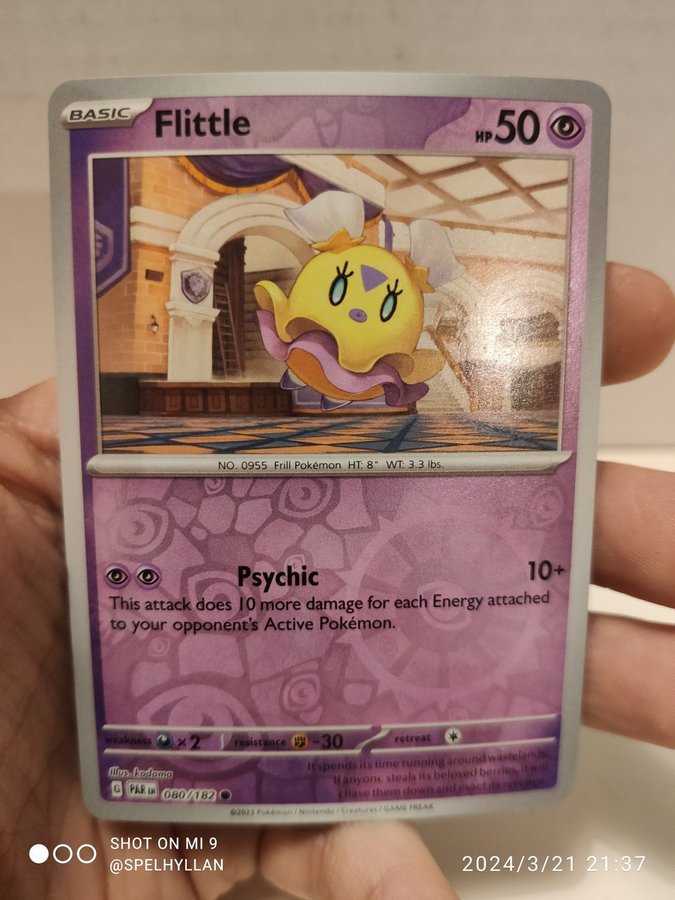 BASIC Flittle HP 50
NO. 0955 Frill Pokémon HT: 8" WT: 3.3 lbs.
Psychic 10+
This attack does 10 more damage for each Energy attached
to your opponent's Active Pokémon.
weakness ×2 resistance -30 retreat
It spends its time running around wastelands.
If anyone steals its beloved berries, it will
chase them down and exact its revenge.
Illus. kodama
G PAR EN 080/182
©2023 Pokémon / Nintendo / Creatures / GAME FREAK
SHOT ON MI 9
@SPELHYLLAN
2024/3/21 21:37